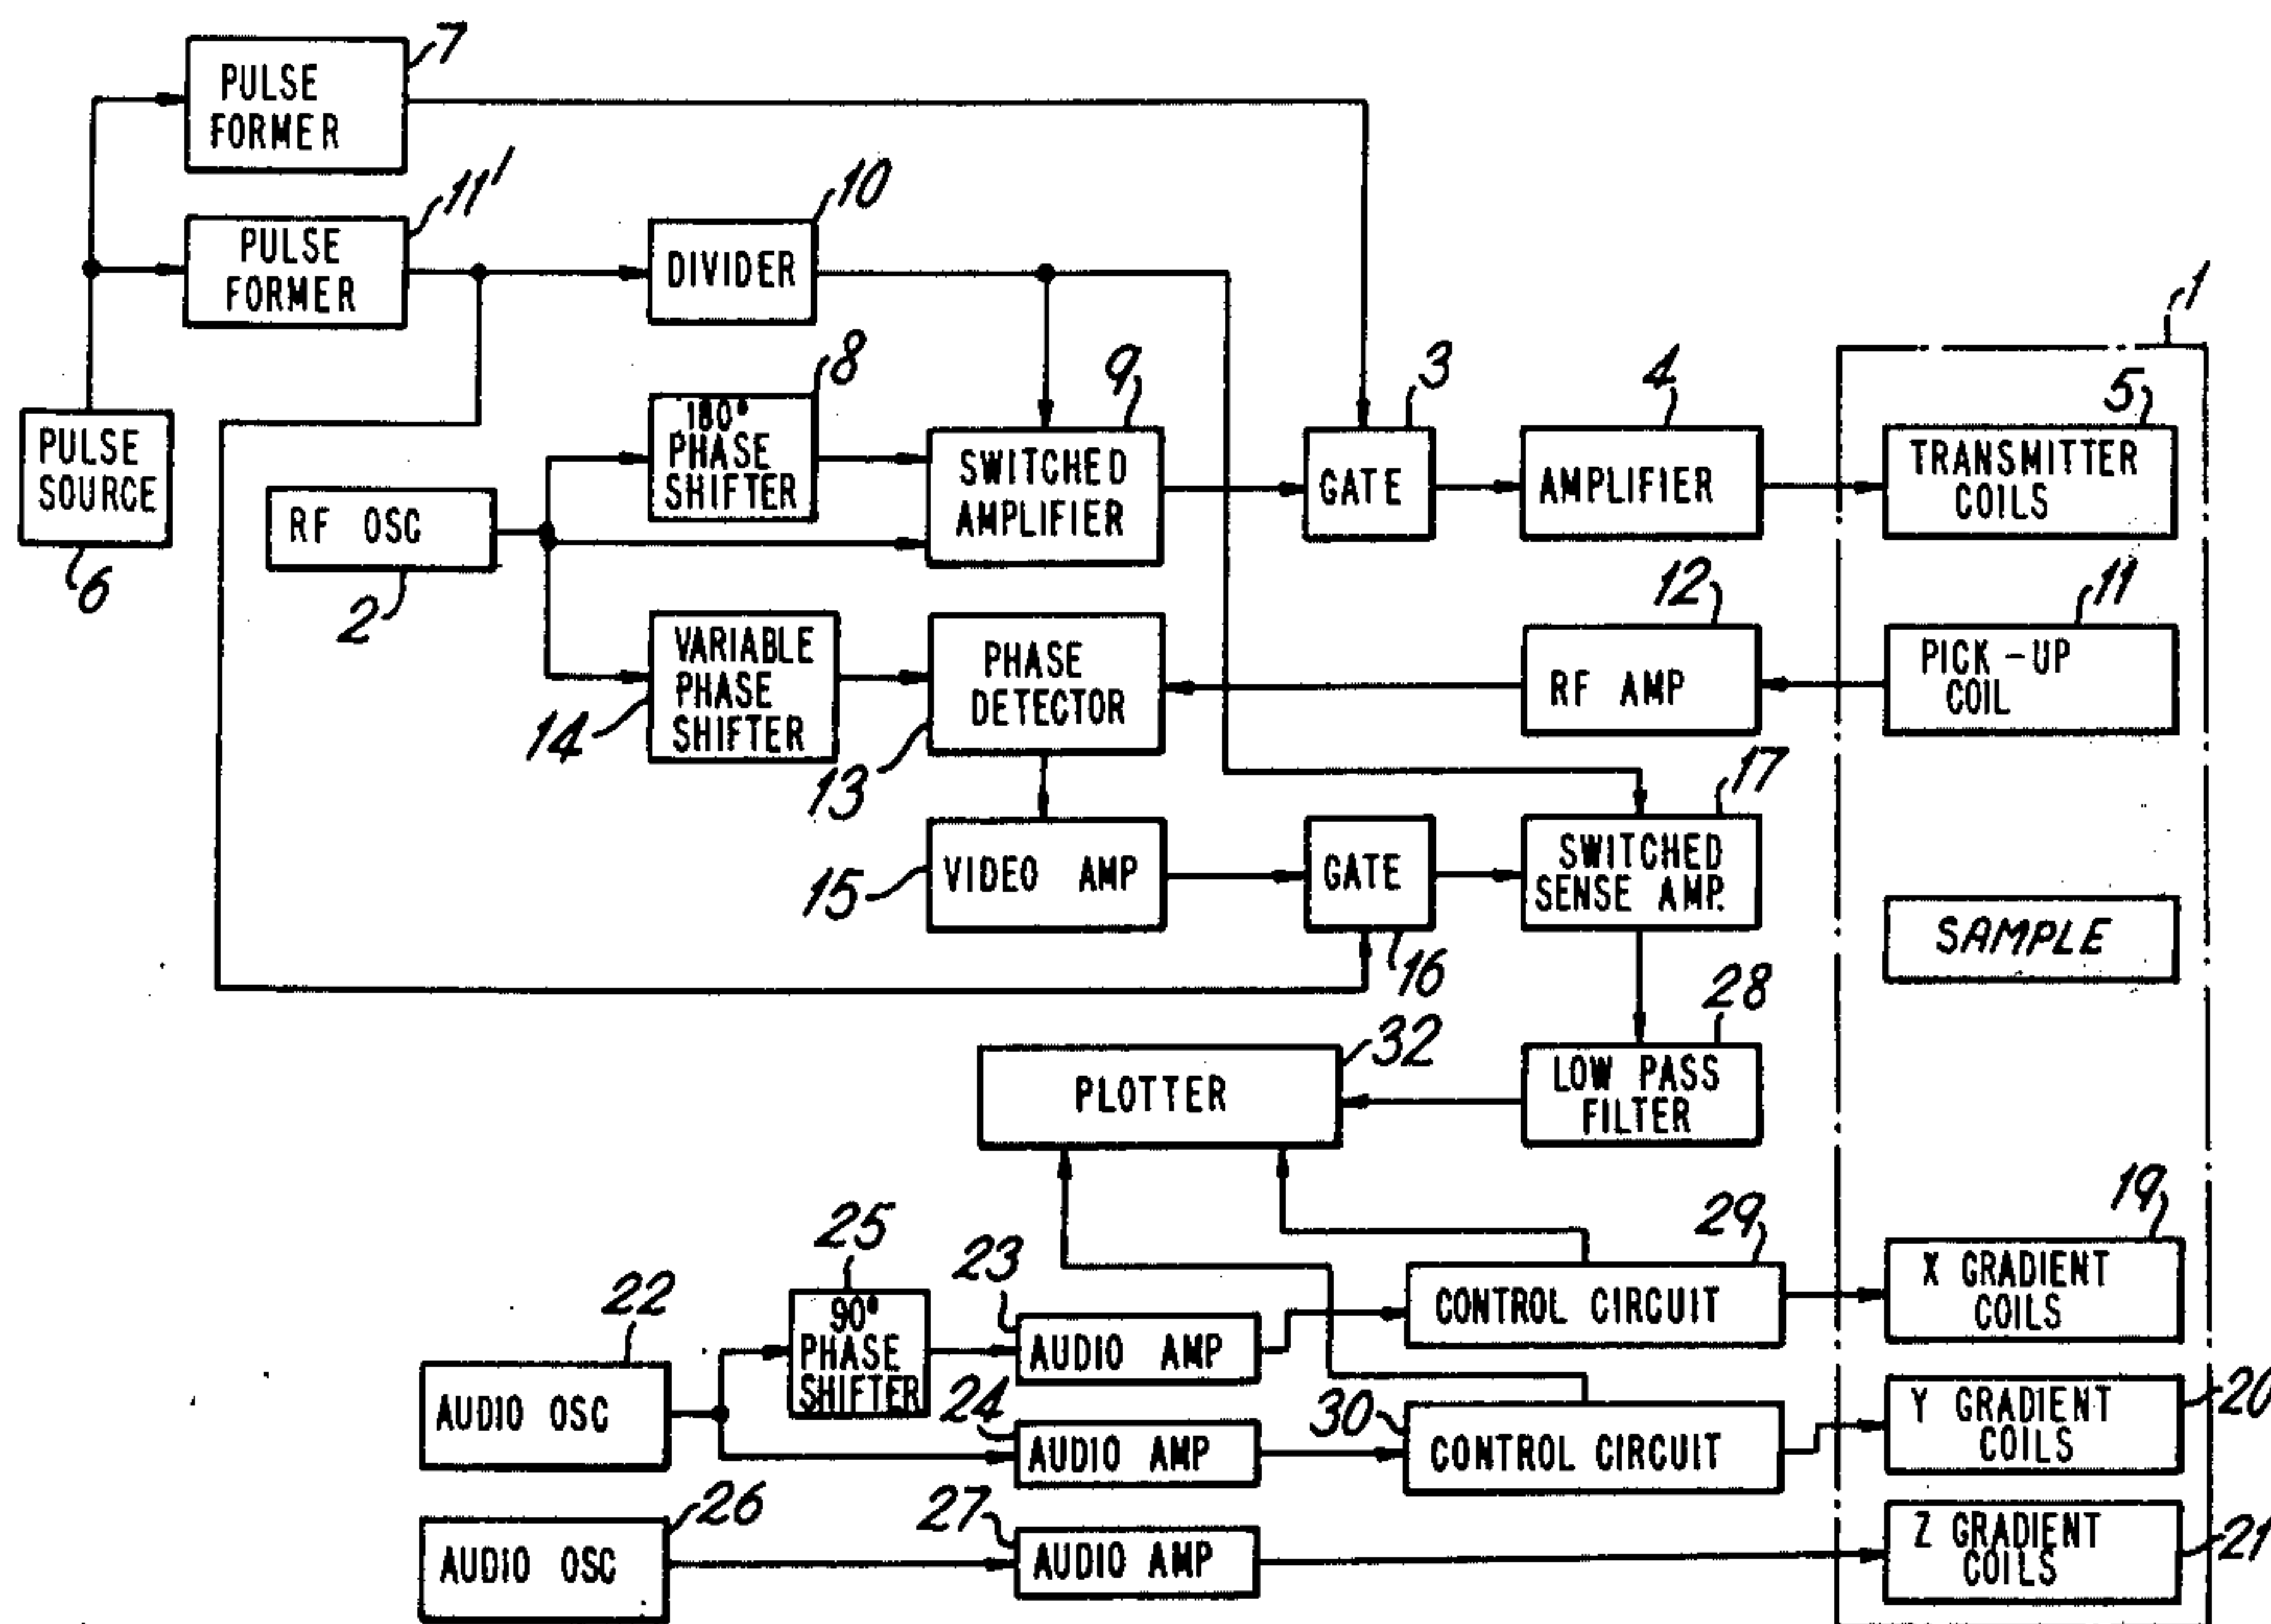 7
PULSE
FORMER
11'
PULSE
FORMER
10
DIVIDER
1
8
180°
PHASE
SHIFTER
9
SWITCHED
AMPLIFIER
3
GATE
4
AMPLIFIER
5
TRANSMITTER
COILS
PULSE
SOURCE
6
RF OSC
2
VARIABLE
PHASE
SHIFTER
14
PHASE
DETECTOR
13
12
RF AMP
11
PICK-UP
COIL
15
VIDEO AMP
GATE
16
17
SWITCHED
SENSE AMP.
SAMPLE
32
PLOTTER
28
LOW PASS
FILTER
22
AUDIO OSC
25
90°
PHASE
SHIFTER
23
AUDIO AMP
29
CONTROL CIRCUIT
19
X GRADIENT
COILS
24
AUDIO AMP
30
CONTROL CIRCUIT
20
Y GRADIENT
COILS
26
AUDIO OSC
27
AUDIO AMP
Z GRADIENT
COILS
21